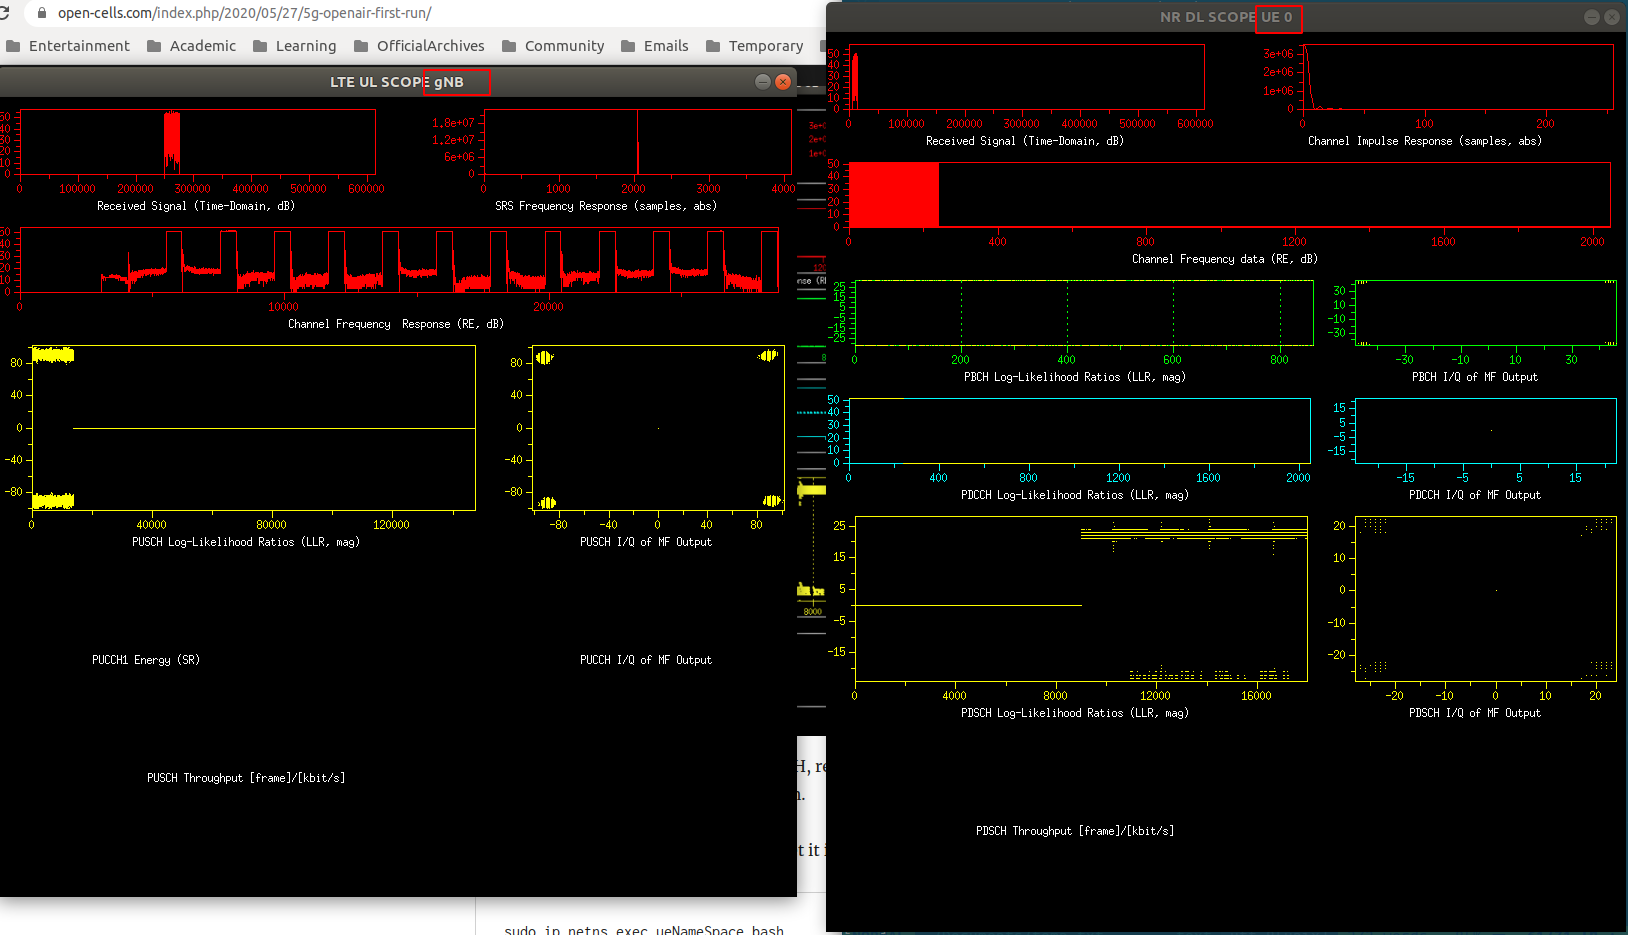 open-cells.com/index.php/2020/05/27/5g-openair-first-run/
Entertainment Academic Learning OfficialArchives Community Emails Temporary
LTE UL SCOPE gNB
50
40
30
20
10
0
0 100000 200000 300000 400000 500000 600000
Received Signal (Time-Domain, dB)
1.8e+07
1.2e+07
6e+06
0
0 1000 2000 3000 4000
SRS Frequency Response (samples, abs)
50
40
30
20
10
0
0 10000 20000
Channel Frequency Response (RE, dB)
80
40
0
-40
-80
0 40000 80000 120000
PUSCH Log-Likelihood Ratios (LLR, mag)
80
40
0
-40
-80
-80 -40 0 40 80
PUSCH I/Q of MF Output
PUCCH1 Energy (SR)
PUCCH I/Q of MF Output
PUSCH Throughput [frame]/[kbit/s]
NR DL SCOPE UE 0
50
40
30
20
10
0
0 100000 200000 300000 400000 500000 600000
Received Signal (Time-Domain, dB)
3e+06
2e+06
1e+06
0
0 100 200
Channel Impulse Response (samples, abs)
50
40
30
20
10
0
0 400 800 1200 1600 2000
Channel Frequency data (RE, dB)
25
15
5
-5
-15
-25
0 200 400 600 800
PBCH Log-Likelihood Ratios (LLR, mag)
30
10
-10
-30
-30 -10 10 30
PBCH I/Q of MF Output
50
40
30
20
10
0
0 400 800 1200 1600 2000
PDCCH Log-Likelihood Ratios (LLR, mag)
15
5
-5
-15
-15 -5 5 15
PDCCH I/Q of MF Output
25
15
5
-5
-15
0 4000 8000 12000 16000
PDSCH Log-Likelihood Ratios (LLR, mag)
20
10
0
-10
-20
-20 -10 0 10 20
PDSCH I/Q of MF Output
PDSCH Throughput [frame]/[kbit/s]
8000
H, re
n.
t it i
sudo ip netns exec ueNameSpace bash